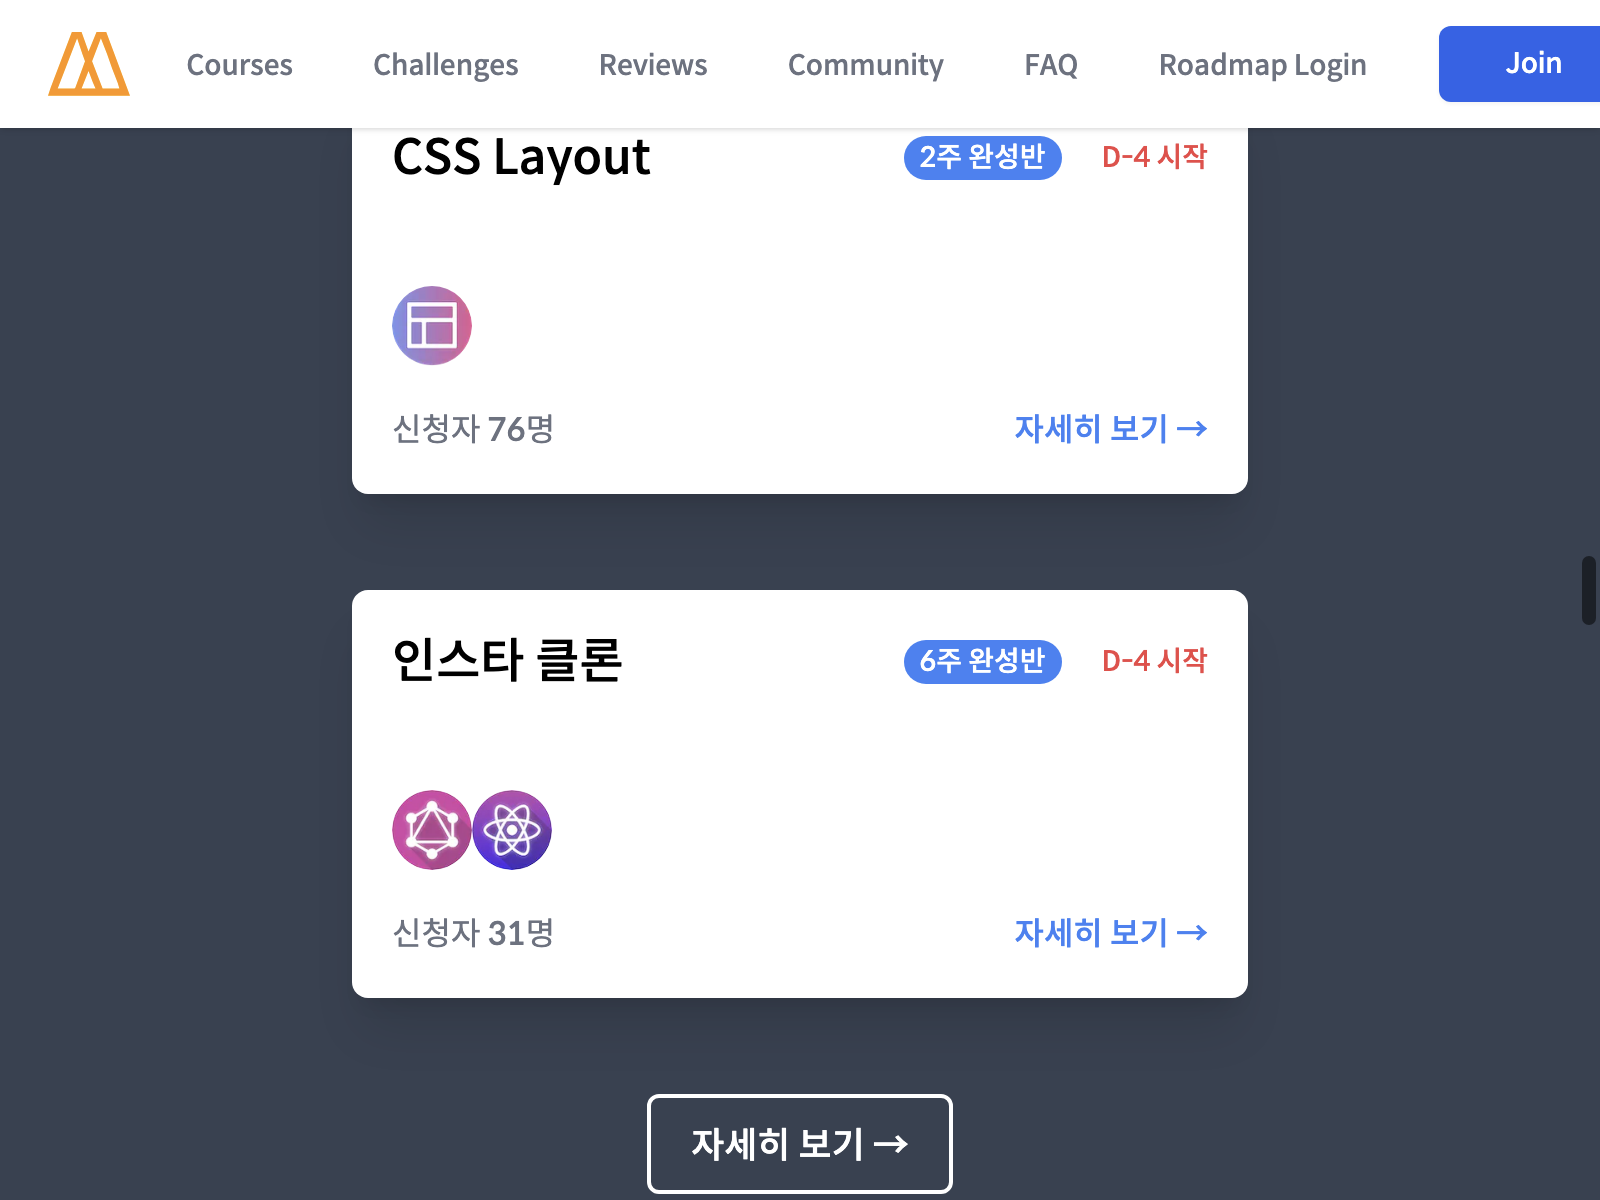 Courses Challenges Reviews Community FAQ Roadmap Login Join
CSS Layout 2주 완성반 D-4 시작
신청자 76명 자세히 보기 →
인스타 클론 6주 완성반 D-4 시작
신청자 31명 자세히 보기 →
자세히 보기 →